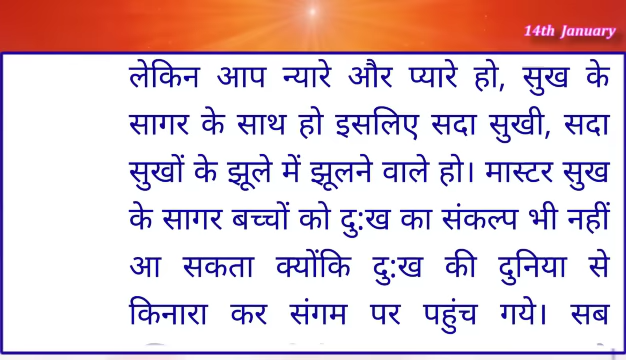 14th January
लेकिन आप न्यारे और प्यारे हो, सुख के
सागर के साथ हो इसलिए सदा सुखी, सदा
सुखों के झूले में झूलने वाले हो। मास्टर सुख
के सागर बच्चों को दु:ख का संकल्प भी नहीं
आ सकता क्योंकि दु:ख की दुनिया से
किनारा कर संगम पर पहुंच गये। सब